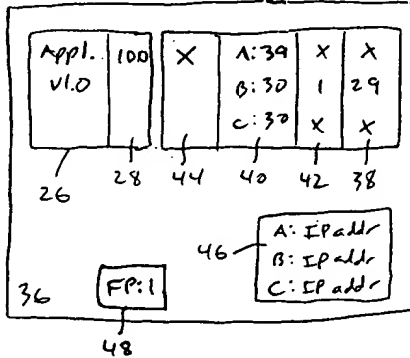 Appl. 100 X A:39 X X
v1.0 B:30 1 29
C:30 X X
26 28 44 40 42 38
46 A: IP addr
B: IP addr
C: IP addr
36 FP:1
48